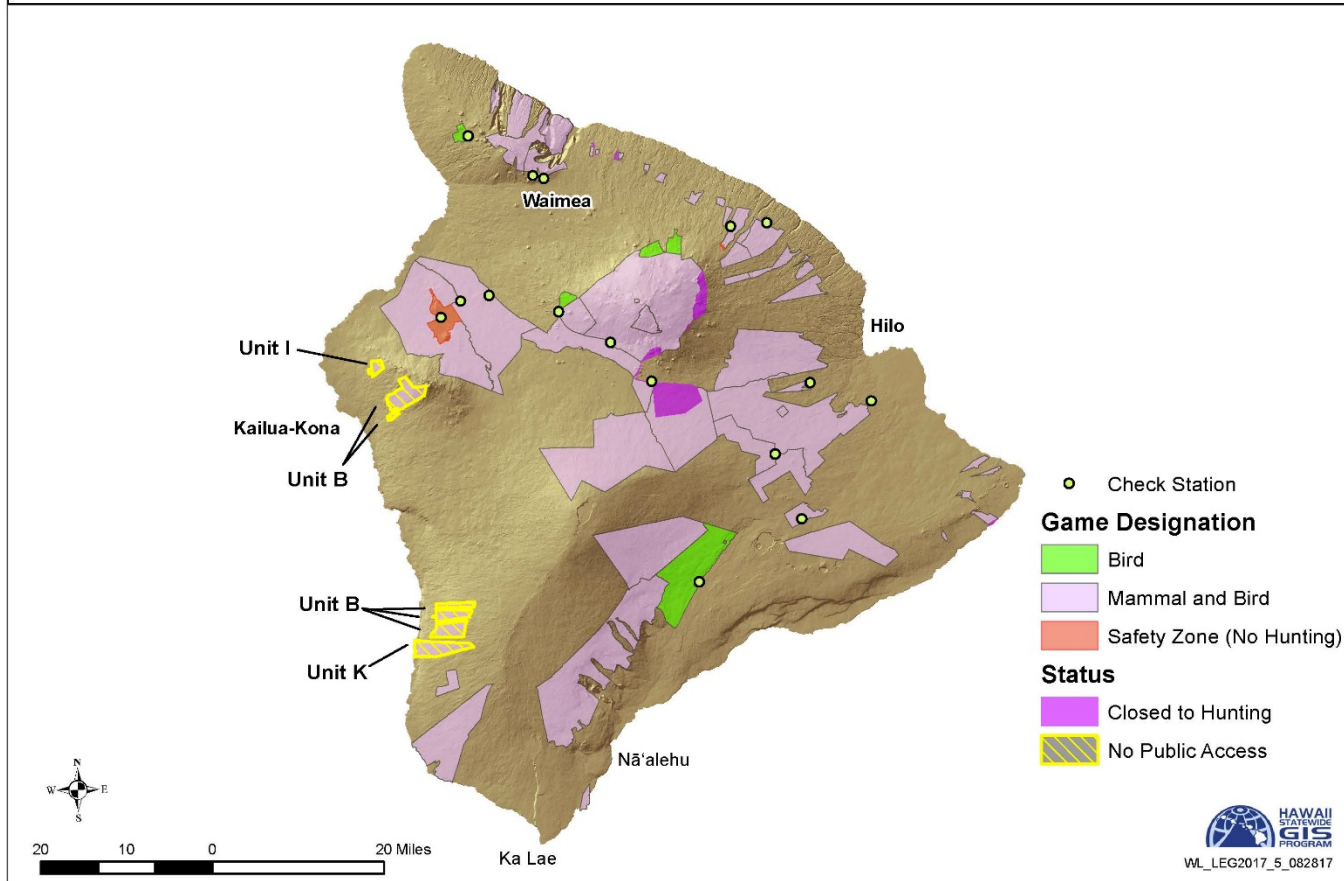 Waimea
Hilo
Unit I
Kailua-Kona
Unit B
Check Station
Game Designation
Bird
Mammal and Bird
Safety Zone (No Hunting)
Status
Closed to Hunting
No Public Access
Unit B
Unit K
Nā‘alehu
N
W E
S
20 10 0 20 Miles
Ka Lae
HAWAII
STATEWIDE
GIS
PROGRAM
WL_LEG2017_5_082817